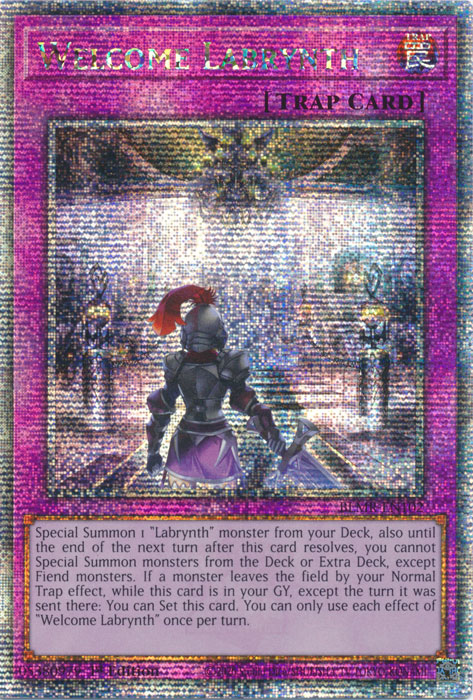 WELCOME LABRYNTH
TRAP
罠
[TRAP CARD]
BLMR-EN102
Special Summon 1 "Labrynth" monster from your Deck, also until
the end of the next turn after this card resolves, you cannot
Special Summon monsters from the Deck or Extra Deck, except
Fiend monsters. If a monster leaves the field by your Normal
Trap effect, while this card is in your GY, except the turn it was
sent there: You can Set this card. You can only use each effect of
"Welcome Labrynth" once per turn.
Edition